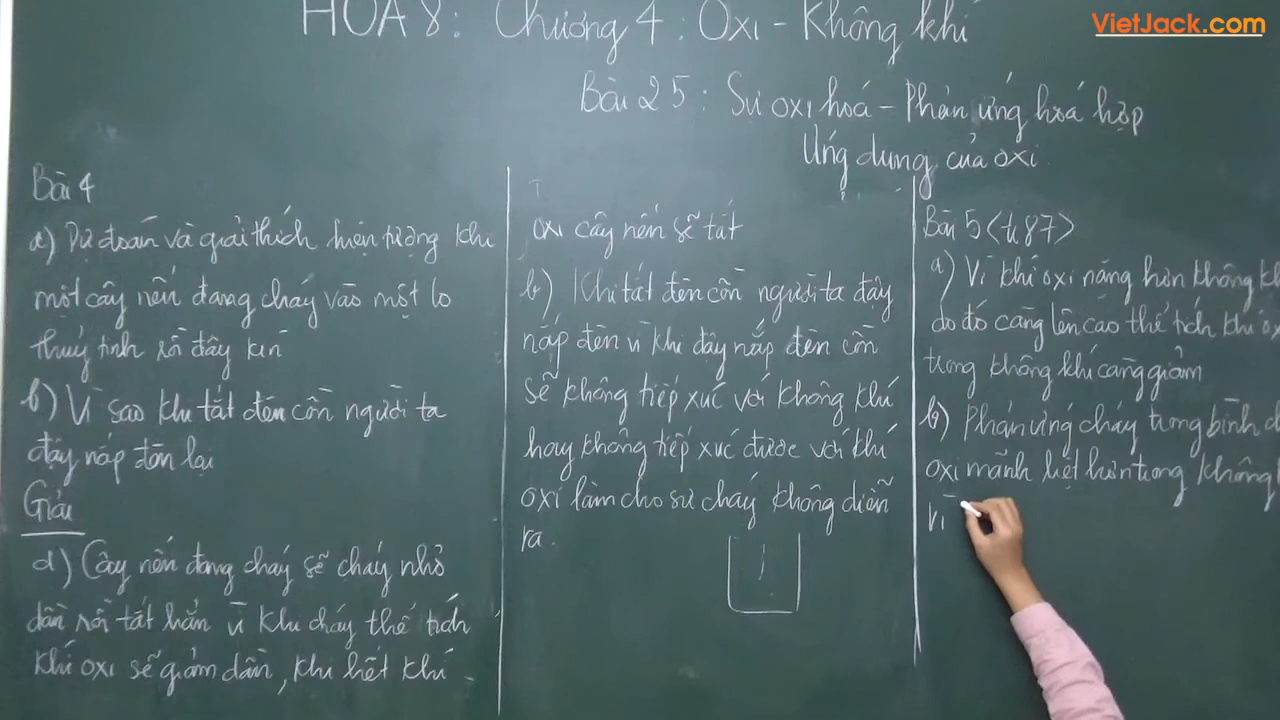 VietJack.com
HOÁ 8: Chương 4: Oxi - Không khí
Bài 25: Sự oxi hoá - Phản ứng hoá hợp
Ứng dụng của oxi
Bài 4
a) Dự đoán và giải thích hiện tượng khi
một cây nến đang cháy vào một lo
thuỷ tinh rồi đậy kín
b) Vì sao khi tắt đèn cồn người ta
đậy nắp đèn lại
Giải
a) Cây nến đang cháy sẽ cháy nhỏ
dần rồi tắt hẳn vì khi cháy thể tích
khí oxi sẽ giảm dần, khi hết khí
oxi cây nến sẽ tắt
b) Khi tắt đèn cồn người ta đậy
nắp đèn vì khi đậy nắp đèn cồn
sẽ không tiếp xúc với không khí
hay không tiếp xúc được với khí
oxi làm cho sự cháy không diễn
ra.
Bài 5 <tr 87>
a) Vì khí oxi nặng hơn không kh
do đó càng lên cao thể tích khí o
trong không khí càng giảm
b) Phản ứng cháy trong bình
oxi mãnh liệt hơn trong không
vì